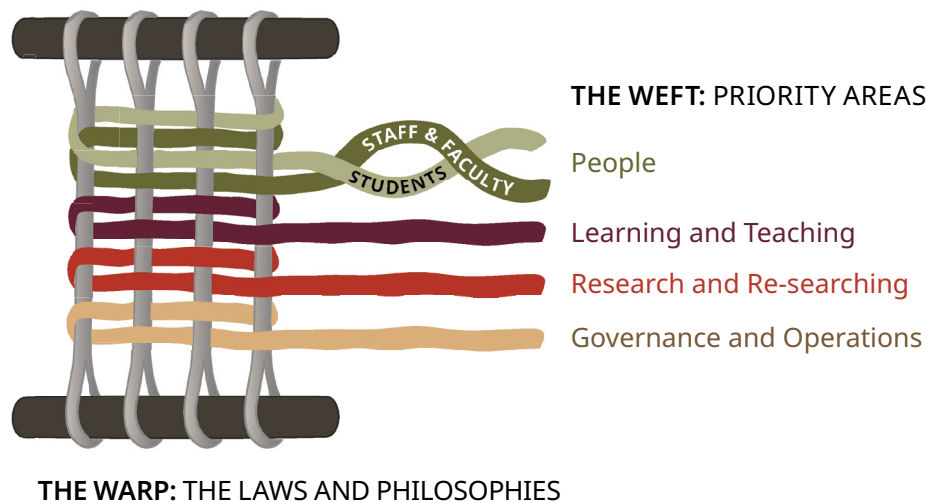 THE WEFT: PRIORITY AREAS
STAFF & FACULTY
STUDENTS
People
Learning and Teaching
Research and Re-searching
Governance and Operations
THE WARP: THE LAWS AND PHILOSOPHIES